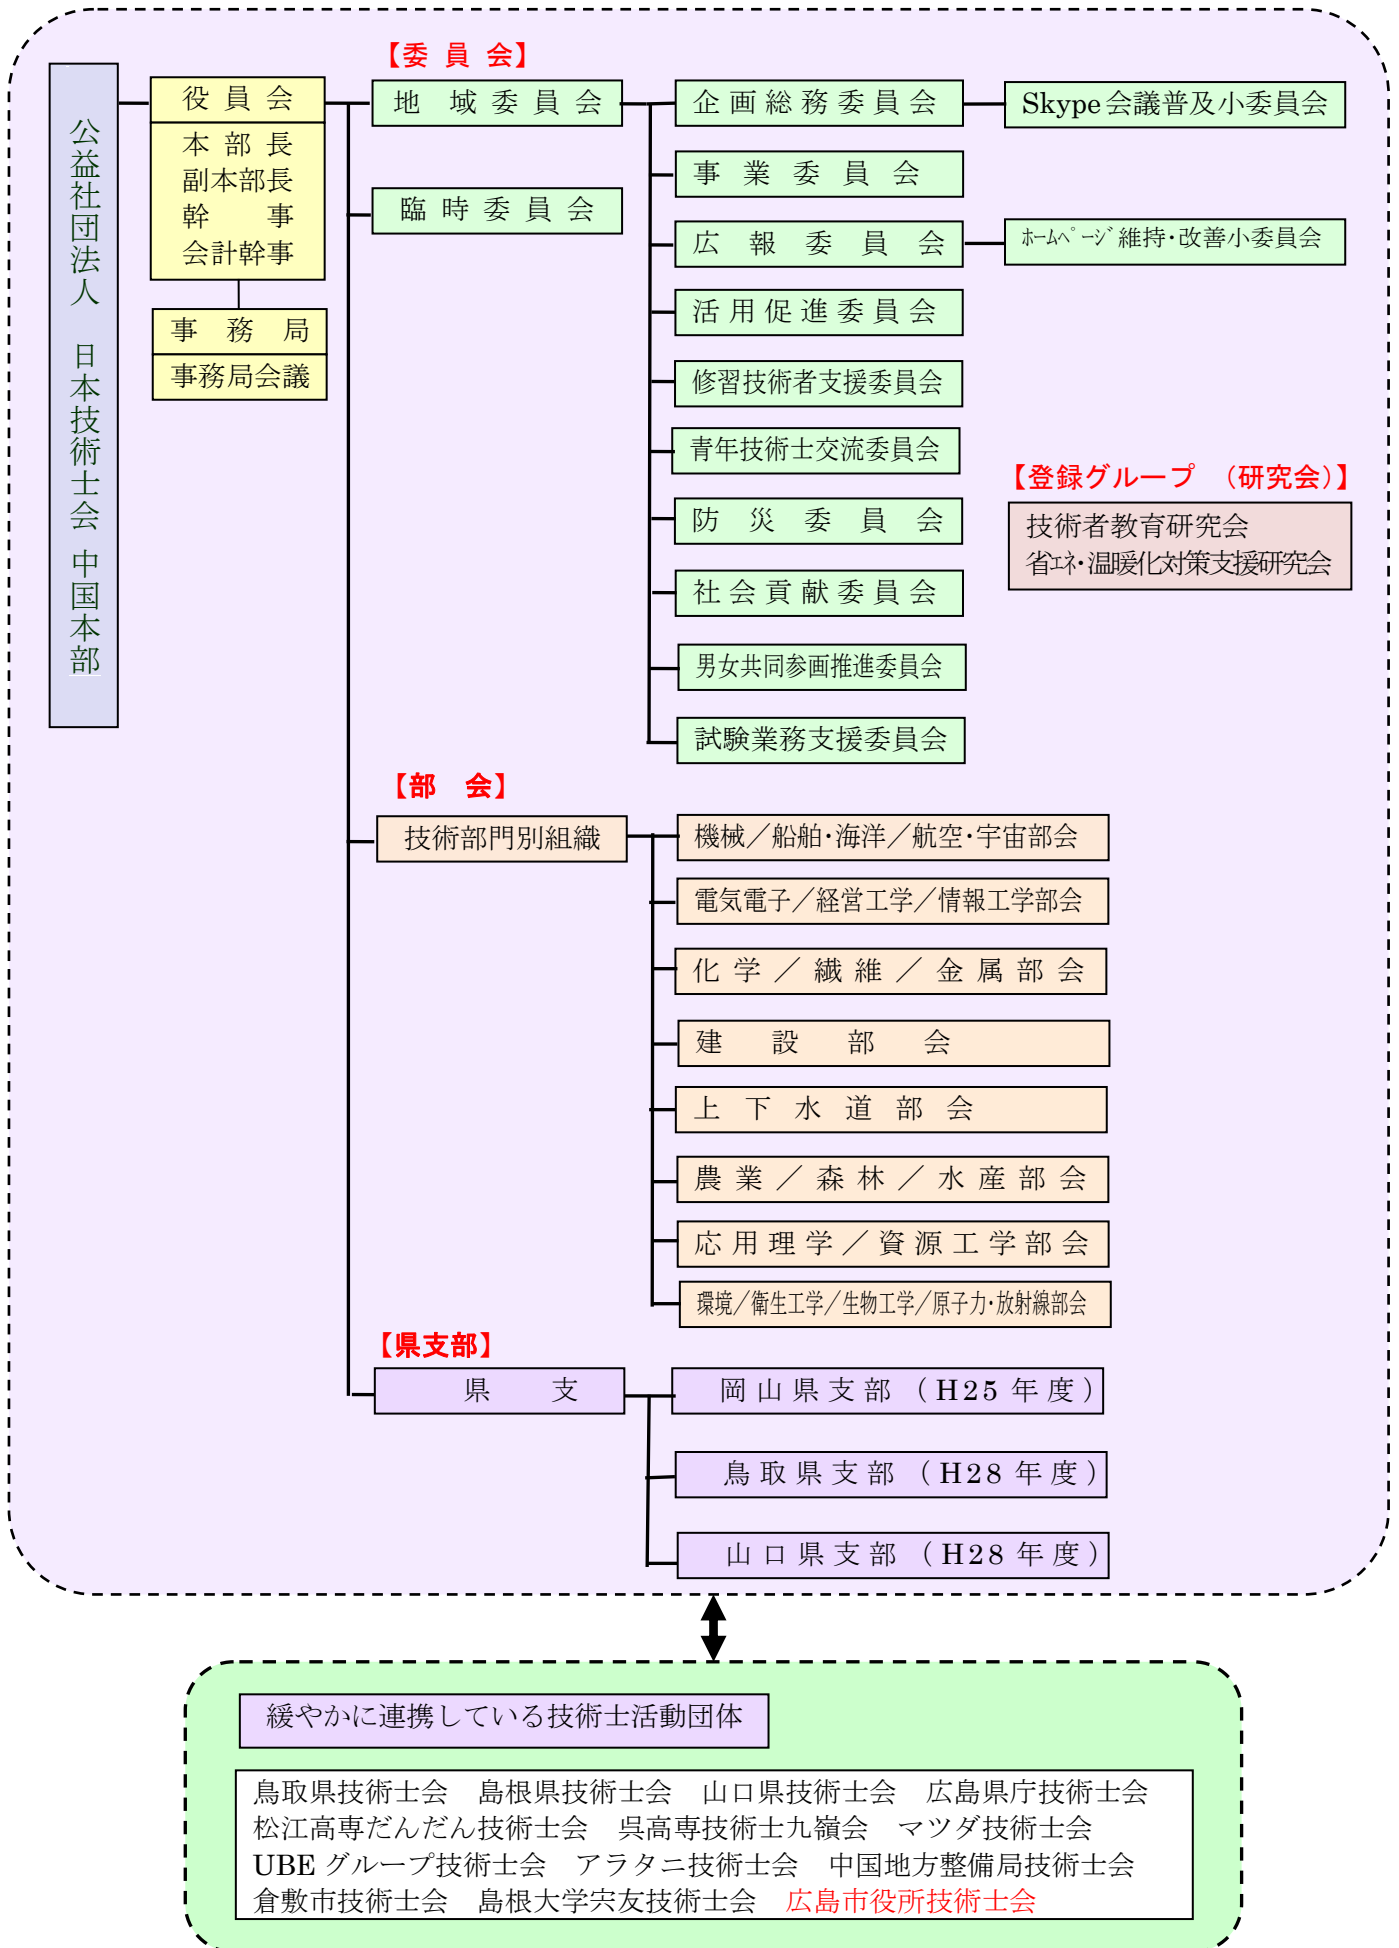 公益社団法人 日本技術士会 中国本部
役員会
本部長
副本部長
幹　事
会計幹事
事　務　局
事務局会議
【委 員 会】
地　域委員会
臨時委員会
企画総務委員会
Skype会議普及小委員会
事業委員会
広報委員会
ﾎｰﾑﾍﾟｰｼﾞ維持・改善小委員会
活用促進委員会
修習技術者支援委員会
青年技術士交流委員会
防災委員会
社会貢献委員会
男女共同参画推進委員会
試験業務支援委員会
【登録グループ　（研究会）】
技術者教育研究会
省ｴﾈ・温暖化対策支援研究会
【部　会】
技術部門別組織
機械／船舶・海洋／航空・宇宙部会
電気電子／経営工学／情報工学部会
化学／繊維／金属部会
建設部会
上下水道部会
農業／森林／水産部会
応用理学／資源工学部会
環境／衛生工学／生物工学／原子力・放射線部会
【県支部】
県　支
岡山県支部（H25 年度）
鳥取県支部（H28 年度）
山口県支部（H28 年度）
緩やかに連携している技術士活動団体
鳥取県技術士会　島根県技術士会　山口県技術士会　広島県庁技術士会
松江高専だんだん技術士会　呉高専技術士九嶺会　マツダ技術士会
UBE グループ技術士会　アラタニ技術士会　中国地方整備局技術士会
倉敷市技術士会　島根大学宍友技術士会　広島市役所技術士会